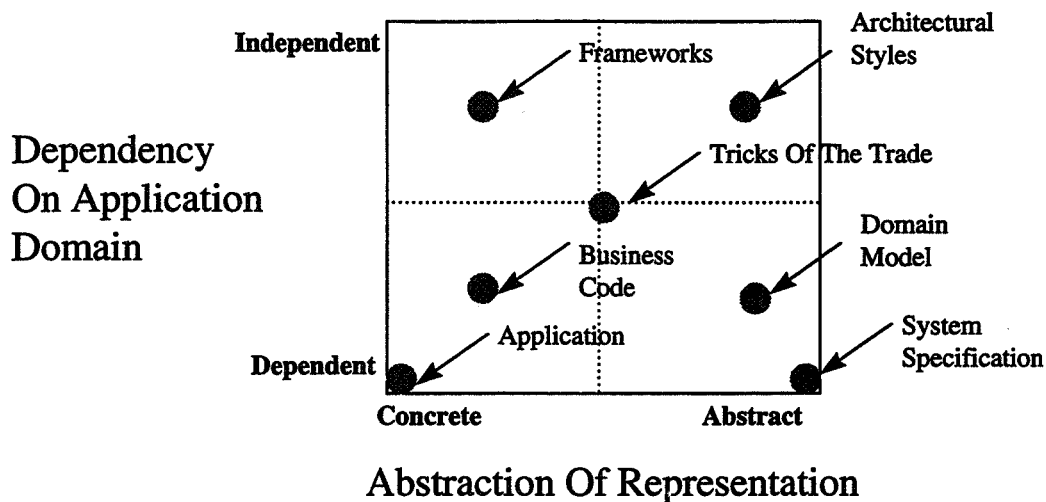 Independent
Frameworks
Architectural
Styles
Dependency
On Application
Domain
Tricks Of The Trade
Business
Code
Domain
Model
Application
System
Specification
Dependent
Concrete
Abstract
Abstraction Of Representation